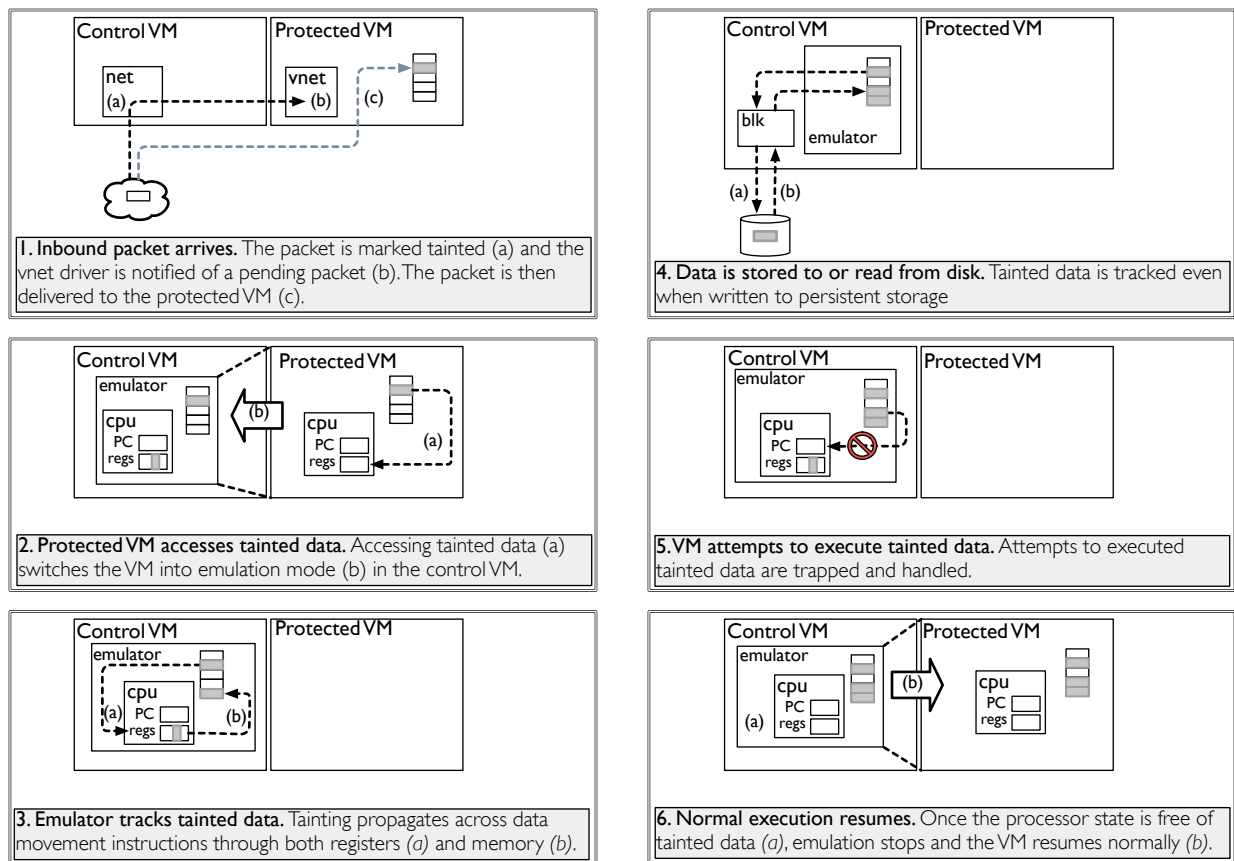 Control VM
Protected VM
net
(a)
vnet
(b)
(c)
1. Inbound packet arrives. The packet is marked tainted (a) and the
vnet driver is notified of a pending packet (b). The packet is then
delivered to the protected VM (c).
Control VM
Protected VM
emulator
cpu
PC
regs
(b)
cpu
PC
regs
(a)
2. Protected VM accesses tainted data. Accessing tainted data (a)
switches the VM into emulation mode (b) in the control VM.
Control VM
Protected VM
emulator
cpu
PC
regs
(a)
(b)
3. Emulator tracks tainted data. Tainting propagates across data
movement instructions through both registers (a) and memory (b).
Control VM
Protected VM
blk
emulator
(a)
(b)
4. Data is stored to or read from disk. Tainted data is tracked even
when written to persistent storage
Control VM
Protected VM
emulator
cpu
PC
regs
5. VM attempts to execute tainted data. Attempts to executed
tainted data are trapped and handled.
Control VM
Protected VM
emulator
cpu
PC
regs
(a)
(b)
cpu
PC
regs
6. Normal execution resumes. Once the processor state is free of
tainted data (a), emulation stops and the VM resumes normally (b).